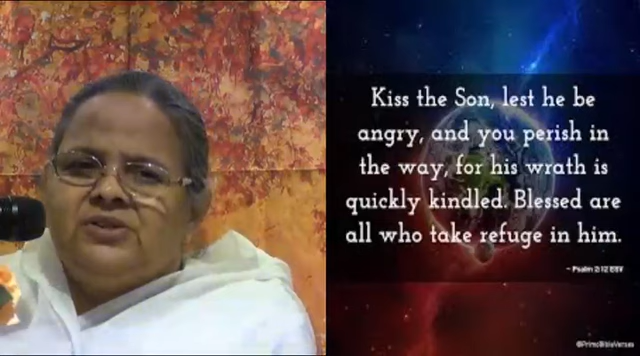 Kiss the Son, lest he be
angry, and you perish in
the way, for his wrath is
quickly kindled. Blessed are
all who take refuge in him.
- Psalm 2:12 ESV
@PrimoBibleVerses